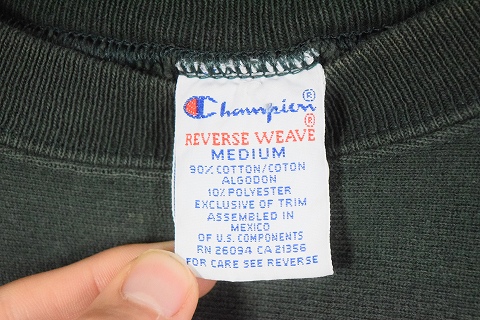 Champion ®
REVERSE WEAVE ®
MEDIUM
90% COTTON/COTON
ALGODON
10% POLYESTER
EXCLUSIVE OF TRIM
ASSEMBLED IN
MEXICO
OF U.S. COMPONENTS
RN 26094 CA 21356
FOR CARE SEE REVERSE